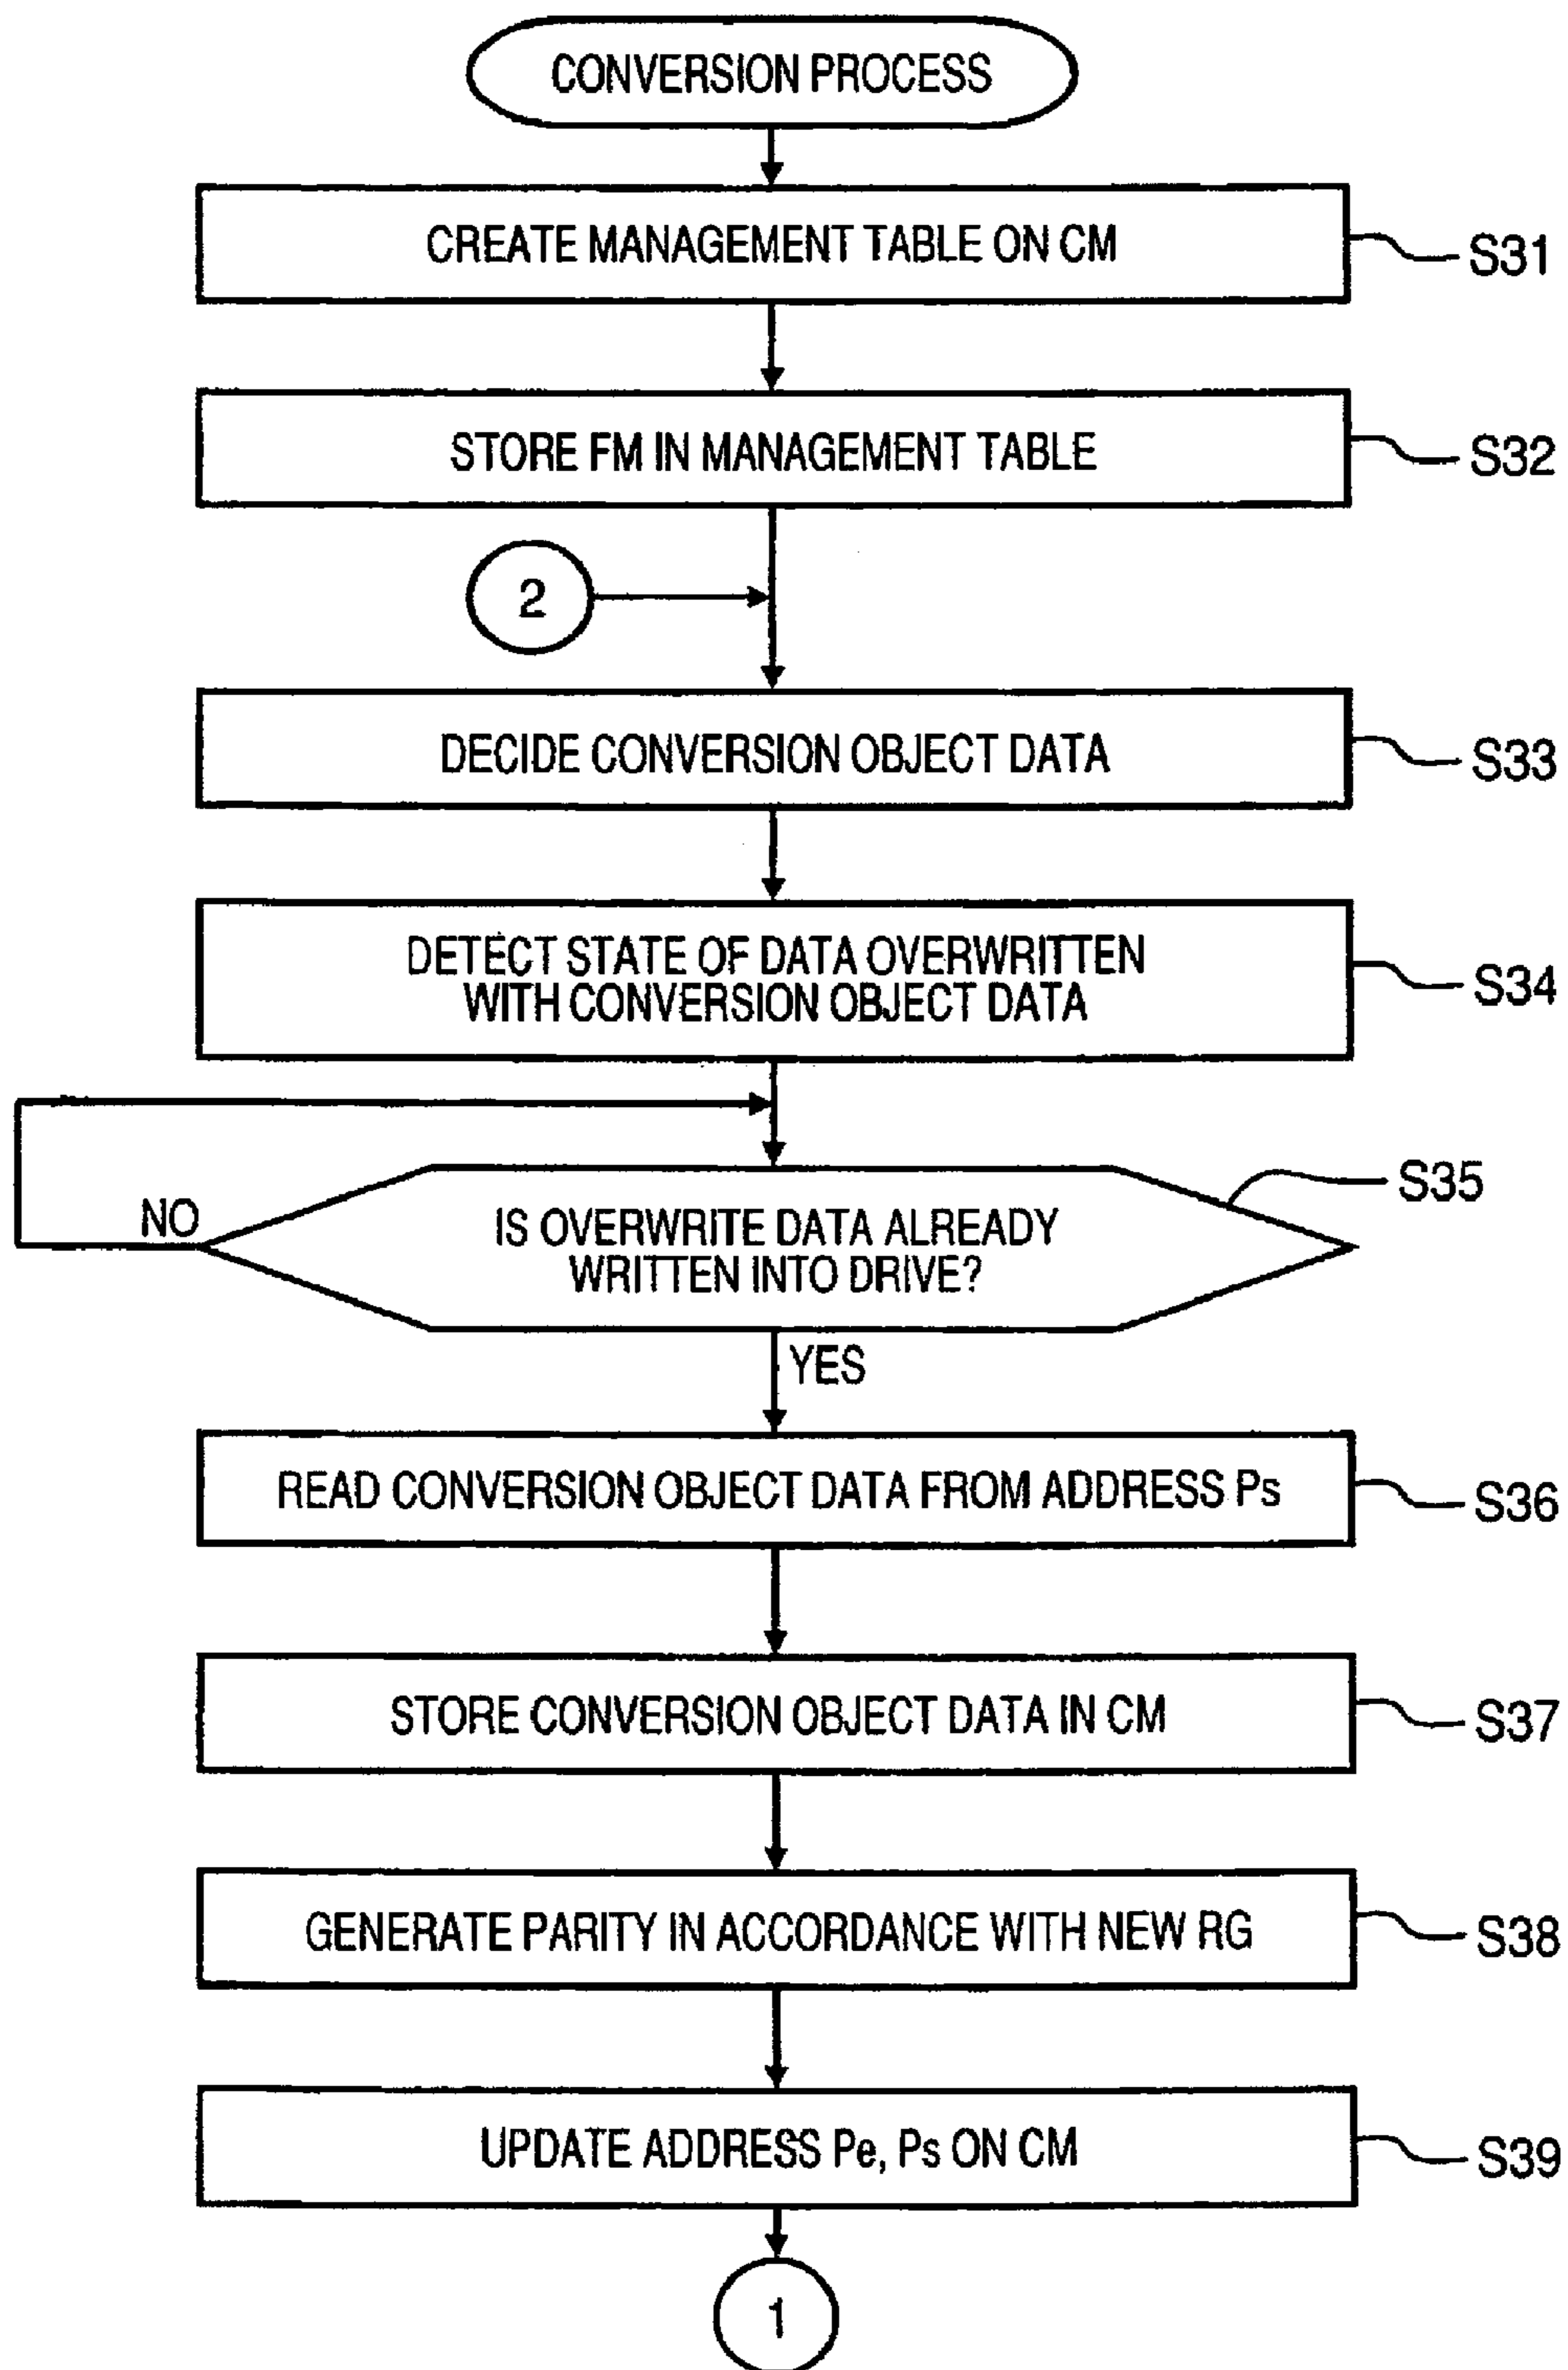 CONVERSION PROCESS
CREATE MANAGEMENT TABLE ON CM
S31
STORE FM IN MANAGEMENT TABLE
S32
2
DECIDE CONVERSION OBJECT DATA
S33
DETECT STATE OF DATA OVERWRITTEN
WITH CONVERSION OBJECT DATA
S34
S35
NO
IS OVERWRITE DATA ALREADY
WRITTEN INTO DRIVE?
YES
READ CONVERSION OBJECT DATA FROM ADDRESS Ps
S36
STORE CONVERSION OBJECT DATA IN CM
S37
GENERATE PARITY IN ACCORDANCE WITH NEW RG
S38
UPDATE ADDRESS Pe, Ps ON CM
S39
1